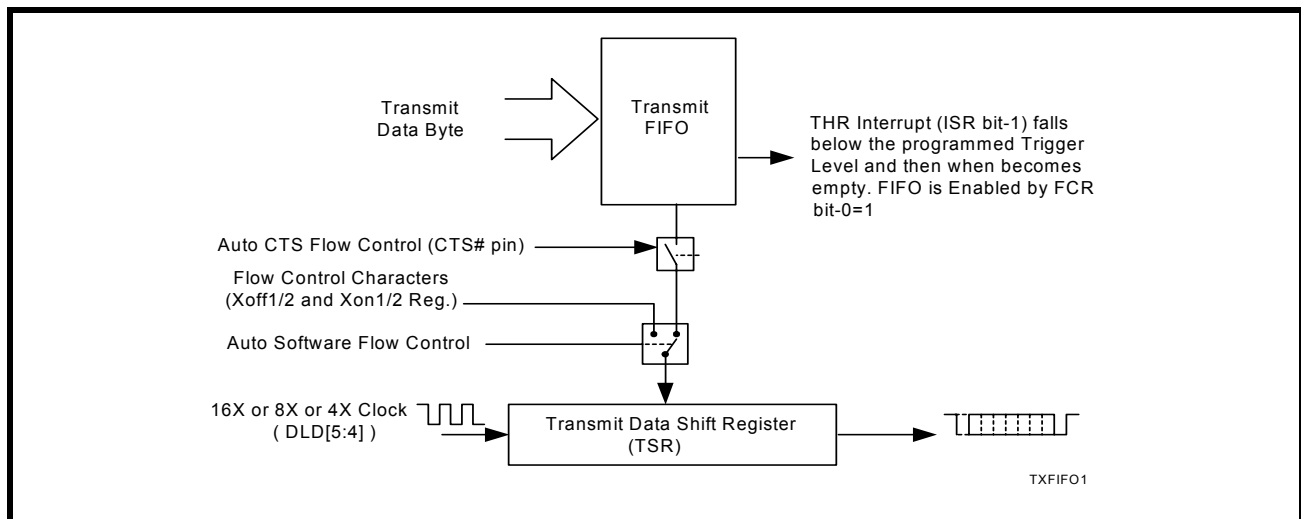 Transmit
Data Byte
Transmit
FIFO
THR Interrupt (ISR bit-1) falls
below the programmed Trigger
Level and then when becomes
empty. FIFO is Enabled by FCR
bit-0=1
Auto CTS Flow Control (CTS# pin)
Flow Control Characters
(Xoff1/2 and Xon1/2 Reg.)
Auto Software Flow Control
16X or 8X or 4X Clock
( DLD[5:4] )
Transmit Data Shift Register
(TSR)
TXFIFO1